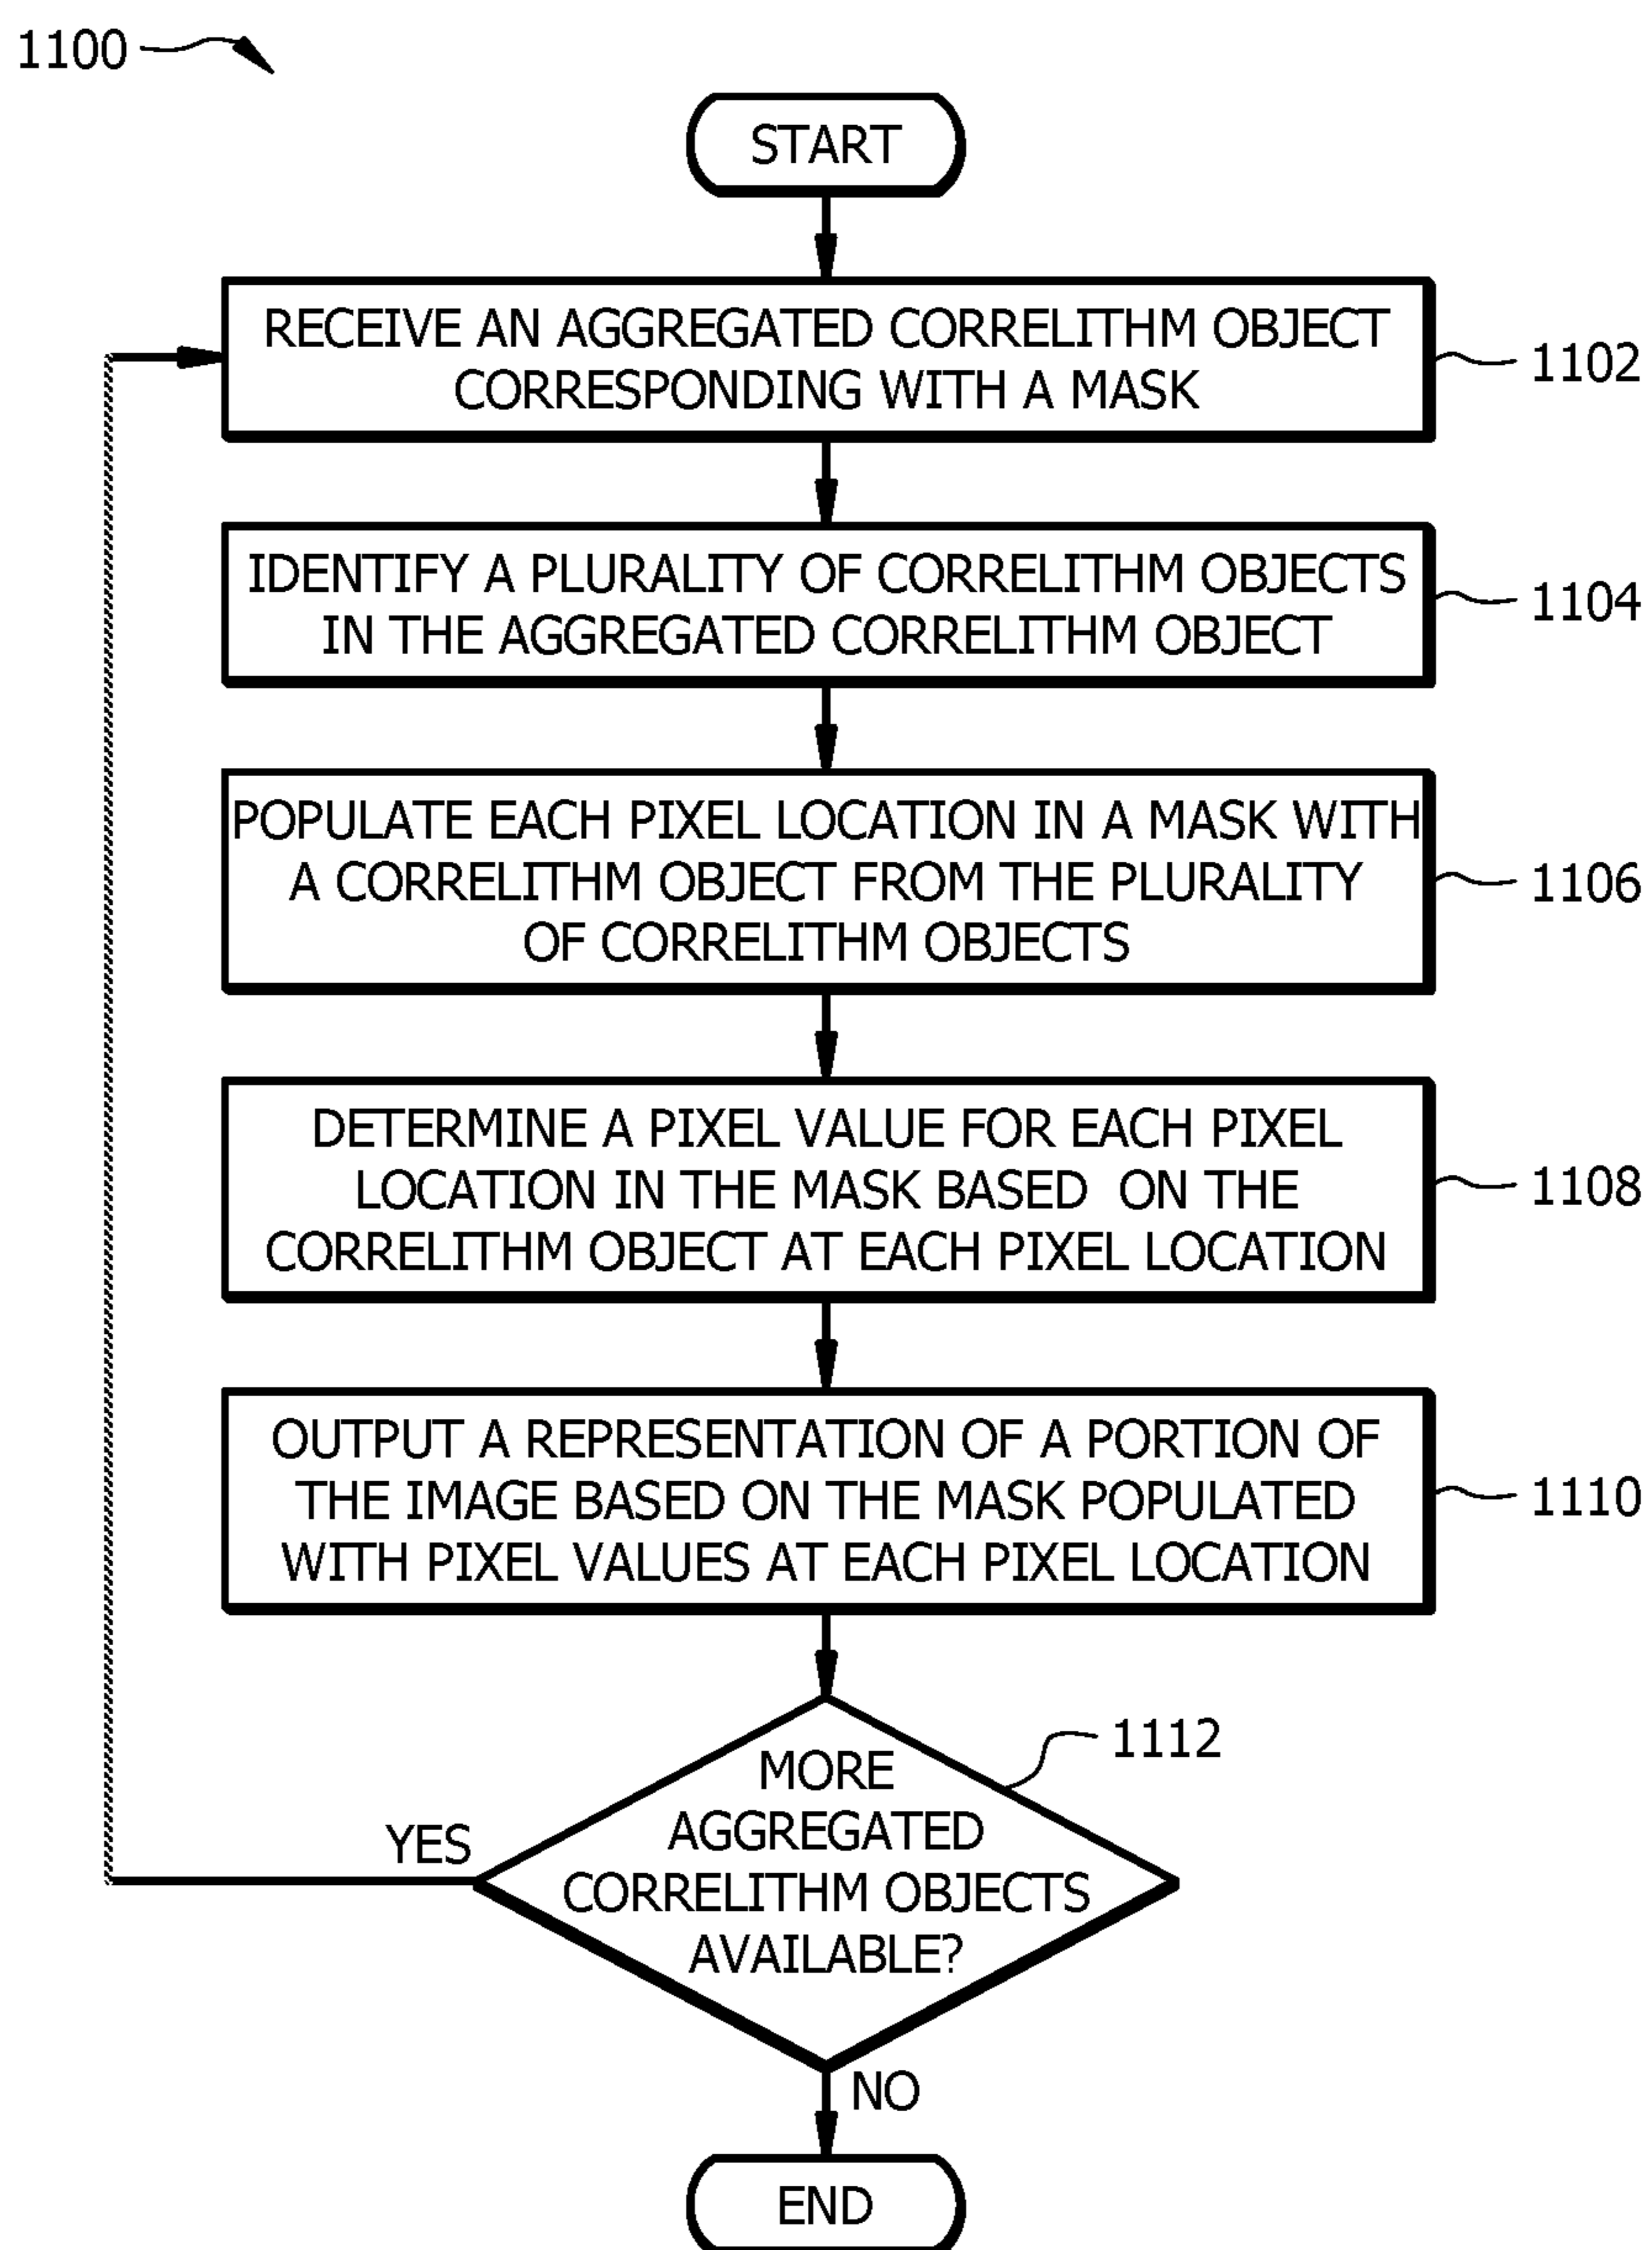 1100
START
RECEIVE AN AGGREGATED CORRELITHM OBJECT
CORRESPONDING WITH A MASK
1102
IDENTIFY A PLURALITY OF CORRELITHM OBJECTS
IN THE AGGREGATED CORRELITHM OBJECT
1104
POPULATE EACH PIXEL LOCATION IN A MASK WITH
A CORRELITHM OBJECT FROM THE PLURALITY
OF CORRELITHM OBJECTS
1106
DETERMINE A PIXEL VALUE FOR EACH PIXEL
LOCATION IN THE MASK BASED ON THE
CORRELITHM OBJECT AT EACH PIXEL LOCATION
1108
OUTPUT A REPRESENTATION OF A PORTION OF
THE IMAGE BASED ON THE MASK POPULATED
WITH PIXEL VALUES AT EACH PIXEL LOCATION
1110
1112
MORE
AGGREGATED
CORRELITHM OBJECTS
AVAILABLE?
YES
NO
END